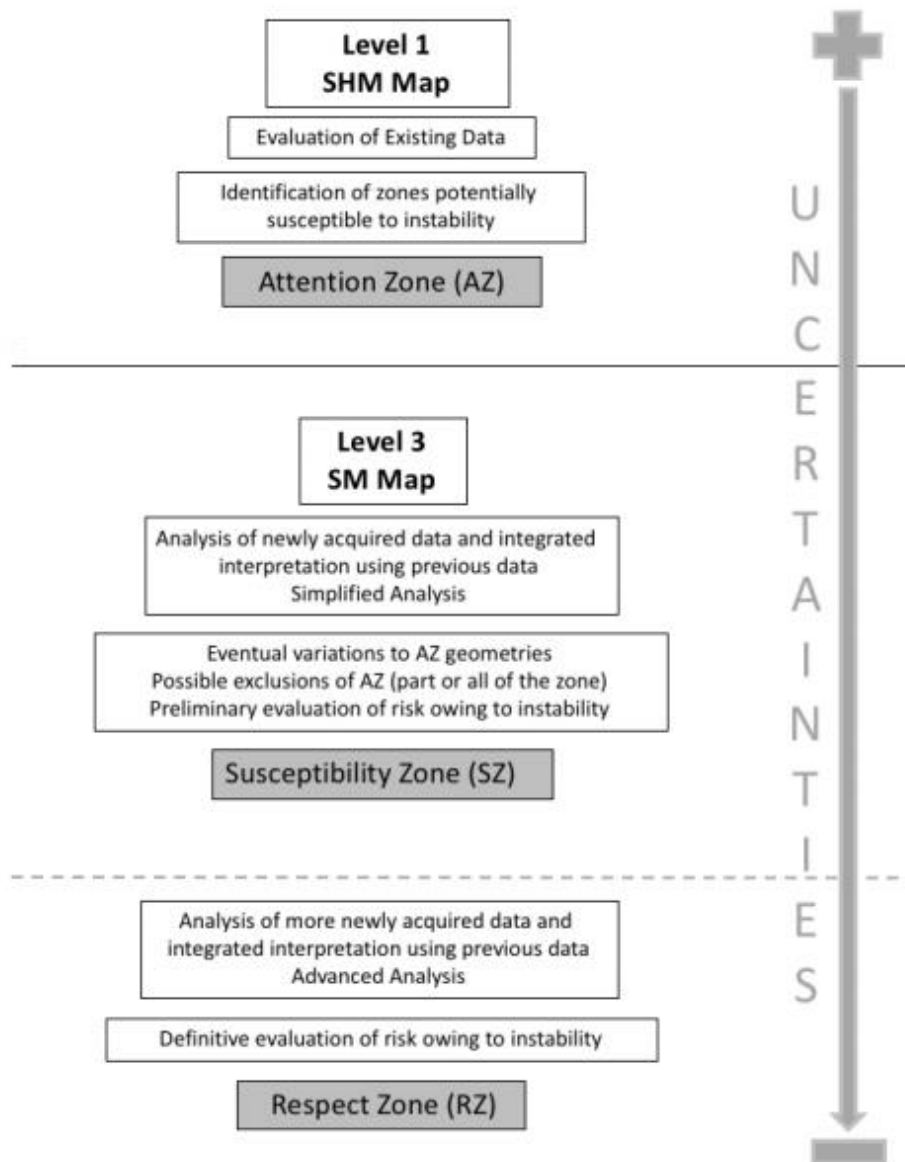 Level 1
SHM Map
Evaluation of Existing Data
Identification of zones potentially
susceptible to instability
Attention Zone (AZ)
Level 3
SM Map
Analysis of newly acquired data and integrated
interpretation using previous data
Simplified Analysis
Eventual variations to AZ geometries
Possible exclusions of AZ (part or all of the zone)
Preliminary evaluation of risk owing to instability
Susceptibility Zone (SZ)
Analysis of more newly acquired data and
integrated interpretation using previous data
Advanced Analysis
Definitive evaluation of risk owing to instability
Respect Zone (RZ)
UNCERTAINTIES